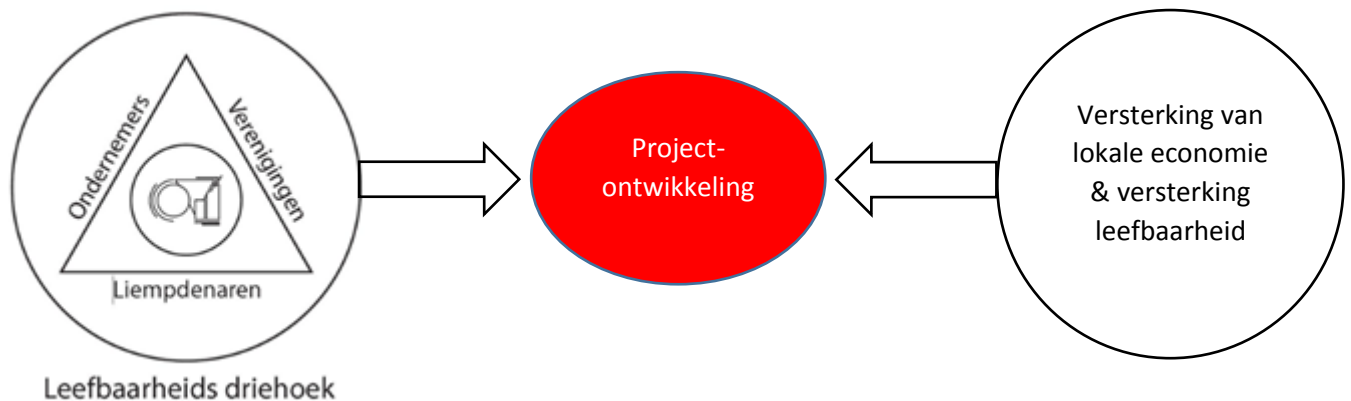 Ondernemers
Verenigingen
Liempdenaren
Leefbaarheids driehoek
Project-
ontwikkeling
Versterking van
lokale economie
& versterking
leefbaarheid